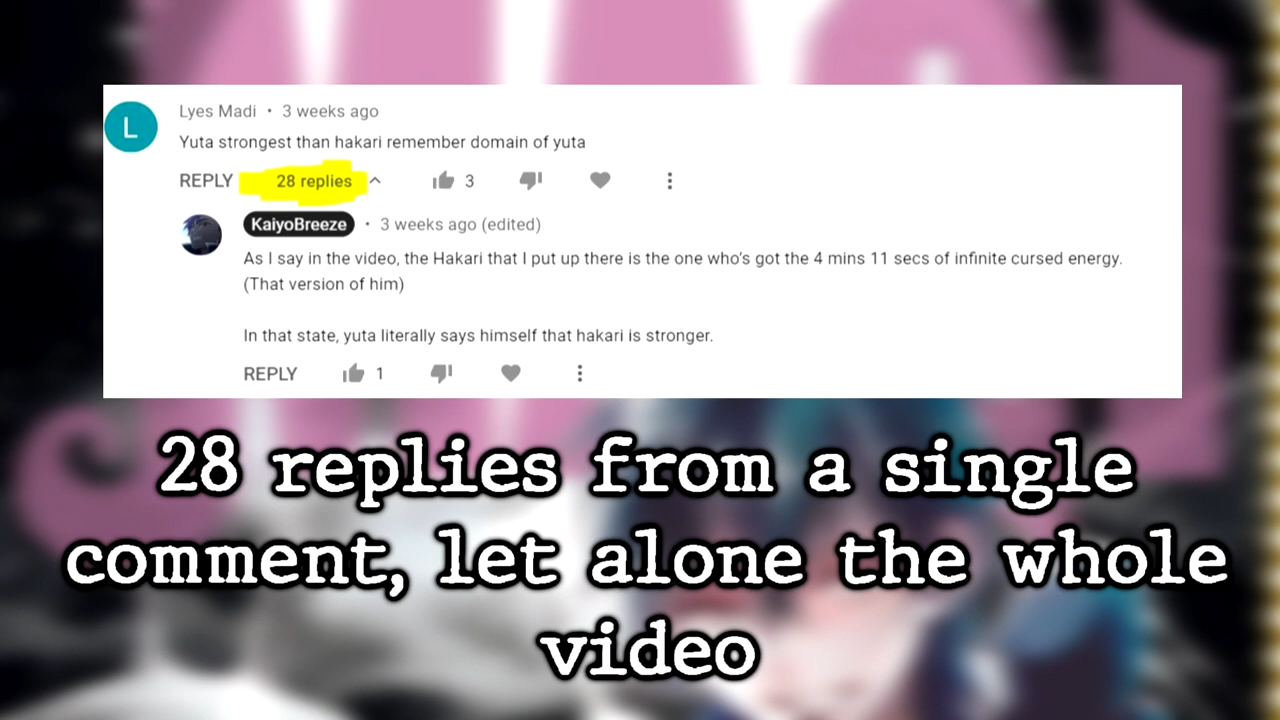 L
Lyes Madi • 3 weeks ago
Yuta strongest than hakari remember domain of yuta
REPLY 28 replies 3
KaiyoBreeze • 3 weeks ago (edited)
As I say in the video, the Hakari that I put up there is the one who's got the 4 mins 11 secs of infinite cursed energy.
(That version of him)
In that state, yuta literally says himself that hakari is stronger.
REPLY 1
28 replies from a single
comment, let alone the whole
video